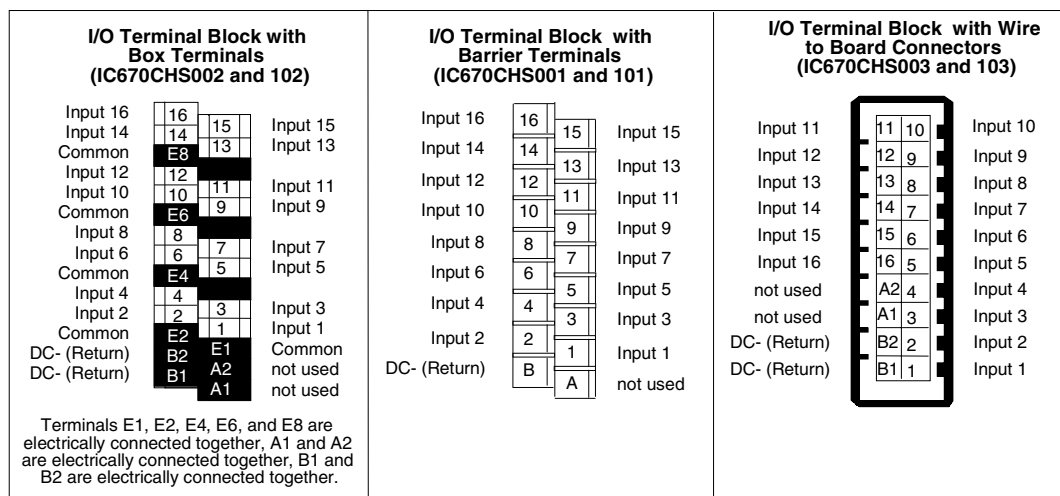 I/O Terminal Block with
Box Terminals
(IC670CHS002 and 102)
Input 16 16
15 Input 15
Input 14 14
13 Input 13
Common E8
Input 12 12
11 Input 11
Input 10 10
9 Input 9
Common E6
Input 8 8
7 Input 7
Input 6 6
5 Input 5
Common E4
Input 4 4
3 Input 3
Input 2 2
1 Input 1
Common E2
E1 Common
DC- (Return) B2
A2 not used
DC- (Return) B1
A1 not used
Terminals E1, E2, E4, E6, and E8 are
electrically connected together, A1 and A2
are electrically connected together, B1 and
B2 are electrically connected together.
I/O Terminal Block with
Barrier Terminals
(IC670CHS001 and 101)
Input 16 16
15 Input 15
Input 14 14
13 Input 13
Input 12 12
11 Input 11
Input 10 10
9 Input 9
Input 8 8
7 Input 7
Input 6 6
5 Input 5
Input 4 4
3 Input 3
Input 2 2
1 Input 1
DC- (Return) B
A not used
I/O Terminal Block with Wire
to Board Connectors
(IC670CHS003 and 103)
Input 11 11 10 Input 10
Input 12 12 9 Input 9
Input 13 13 8 Input 8
Input 14 14 7 Input 7
Input 15 15 6 Input 6
Input 16 16 5 Input 5
not used A2 4 Input 4
not used A1 3 Input 3
DC- (Return) B2 2 Input 2
DC- (Return) B1 1 Input 1